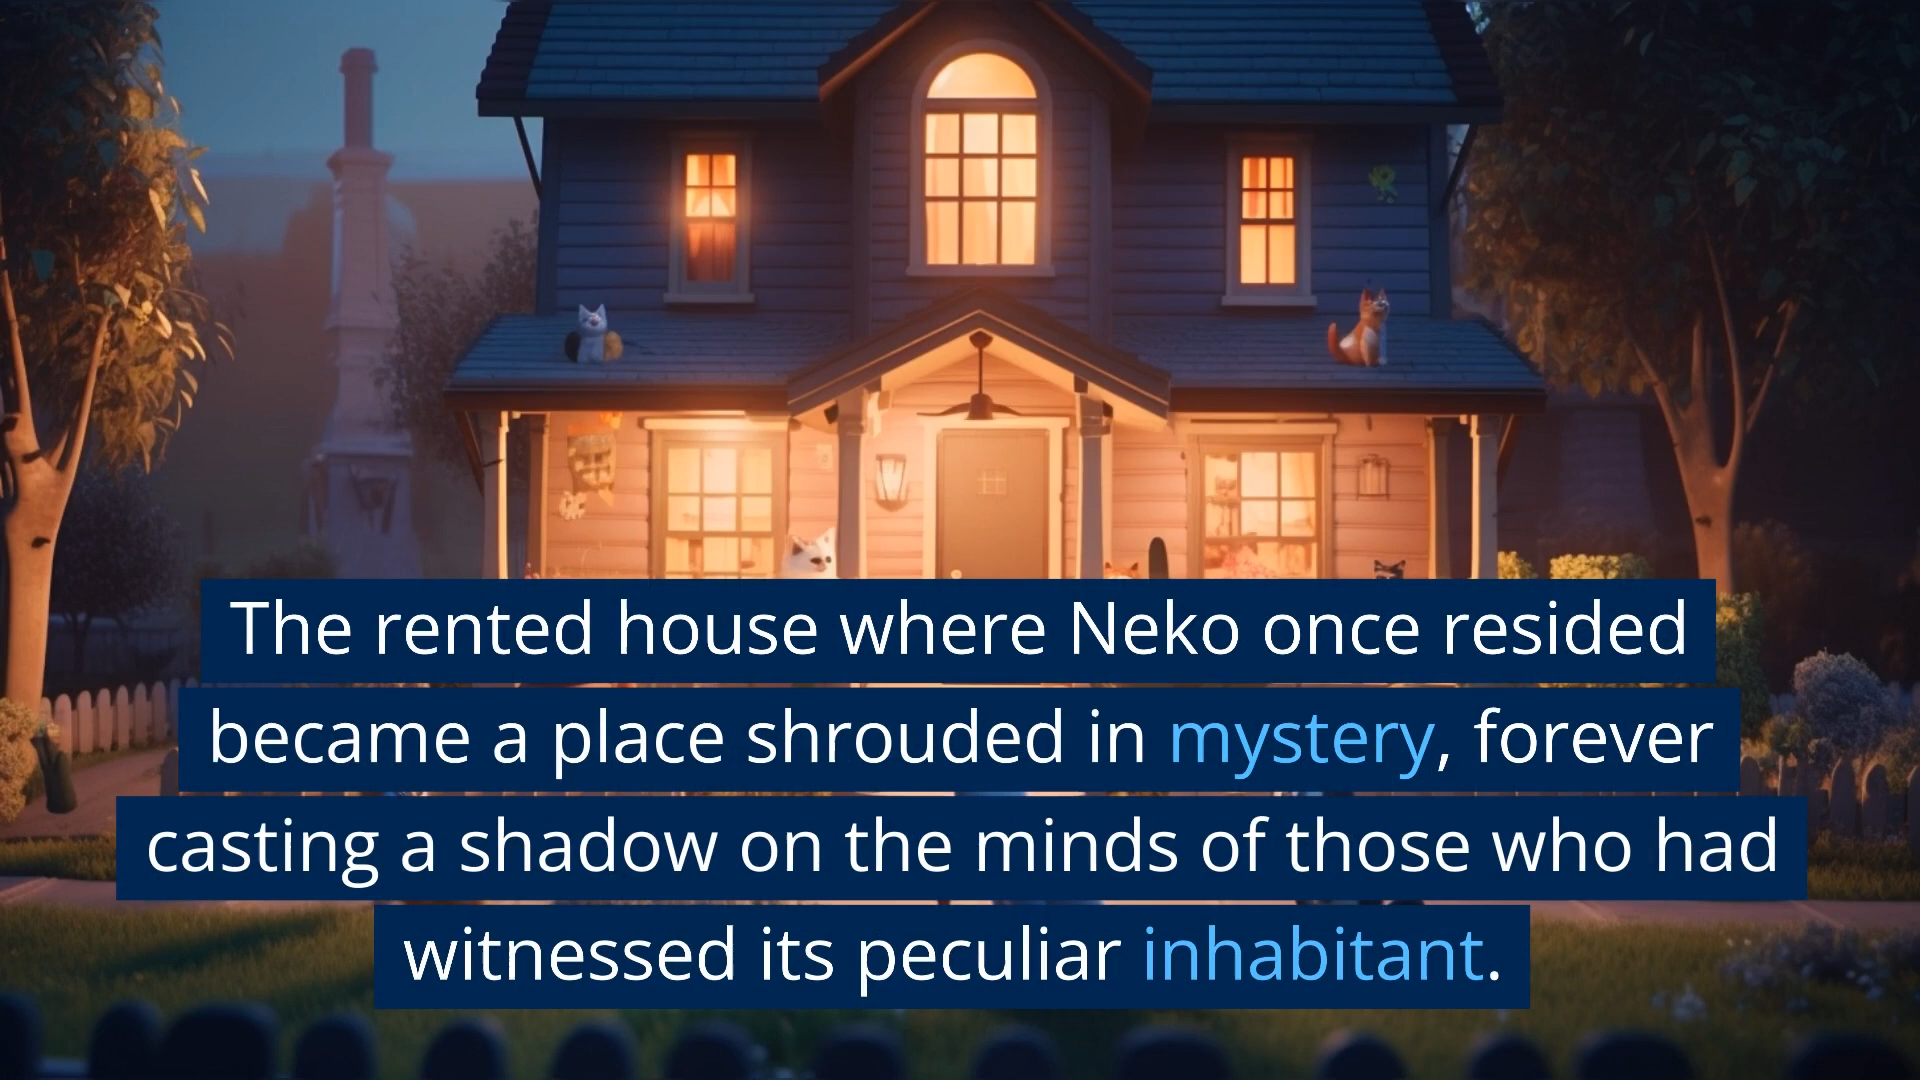 The rented house where Neko once resided
became a place shrouded in mystery, forever
casting a shadow on the minds of those who had
witnessed its peculiar inhabitant.